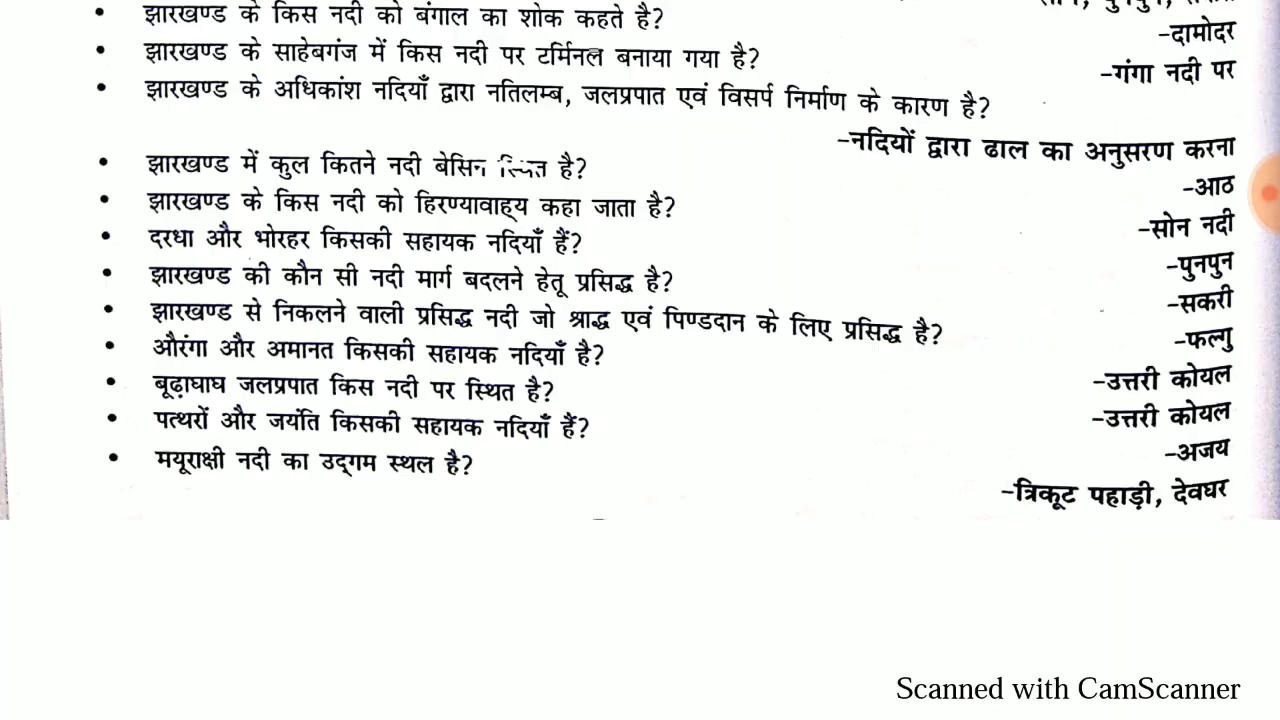 झारखण्ड के किस नदी को बंगाल का शोक कहते है?
-दामोदर
झारखण्ड के साहेबगंज में किस नदी पर टर्मिनल बनाया गया है?
-गंगा नदी पर
झारखण्ड के अधिकांश नदियाँ द्वारा नतिलम्ब, जलप्रपात एवं विसर्प निर्माण के कारण है?
-नदियों द्वारा ढाल का अनुसरण करना
झारखण्ड में कुल कितने नदी बेसिन स्थित है?
-आठ
झारखण्ड के किस नदी को हिरण्यावाह्य कहा जाता है?
-सोन नदी
दरधा और भोरहर किसकी सहायक नदियाँ हैं?
-पुनपुन
झारखण्ड की कौन सी नदी मार्ग बदलने हेतू प्रसिद्ध है?
-सकरी
झारखण्ड से निकलने वाली प्रसिद्ध नदी जो श्राद्ध एवं पिण्डदान के लिए प्रसिद्ध है?
-फल्गु
औरंगा और अमानत किसकी सहायक नदियाँ है?
-उत्तरी कोयल
बूढ़ाघाघ जलप्रपात किस नदी पर स्थित है?
-उत्तरी कोयल
पत्थरों और जयंति किसकी सहायक नदियाँ हैं?
-अजय
मयूराक्षी नदी का उद्गम स्थल है?
-त्रिकूट पहाड़ी, देवघर
Scanned with CamScanner